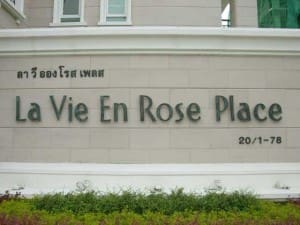 ลา วี ออง โรส เพลส
La Vie En Rose Place
20/1-78